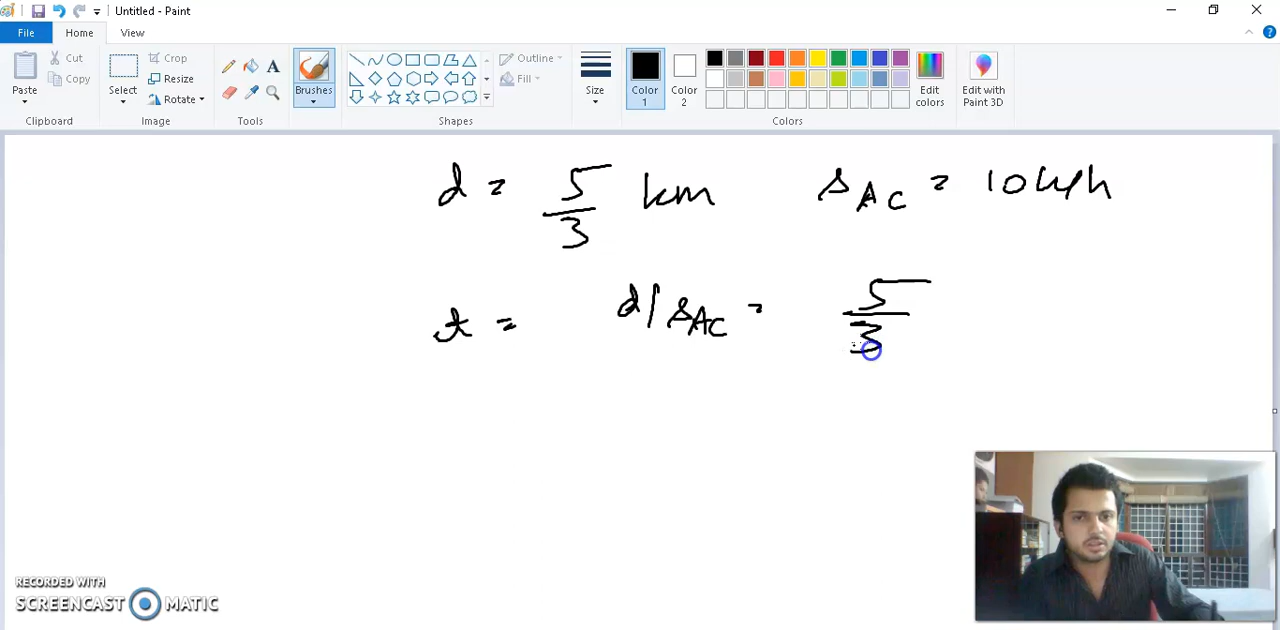 Untitled - Paint
File Home View
Paste Cut Copy
Select Crop Resize Rotate
A
Brushes
Outline Fill
Size
Color 1
Color 2
Edit colors
Edit with Paint 3D
Clipboard Image Tools Shapes Colors
d = 5/3 km S_AC = 10 kph
t = d/S_AC = 5/3
RECORDED WITH
SCREENCAST MATIC